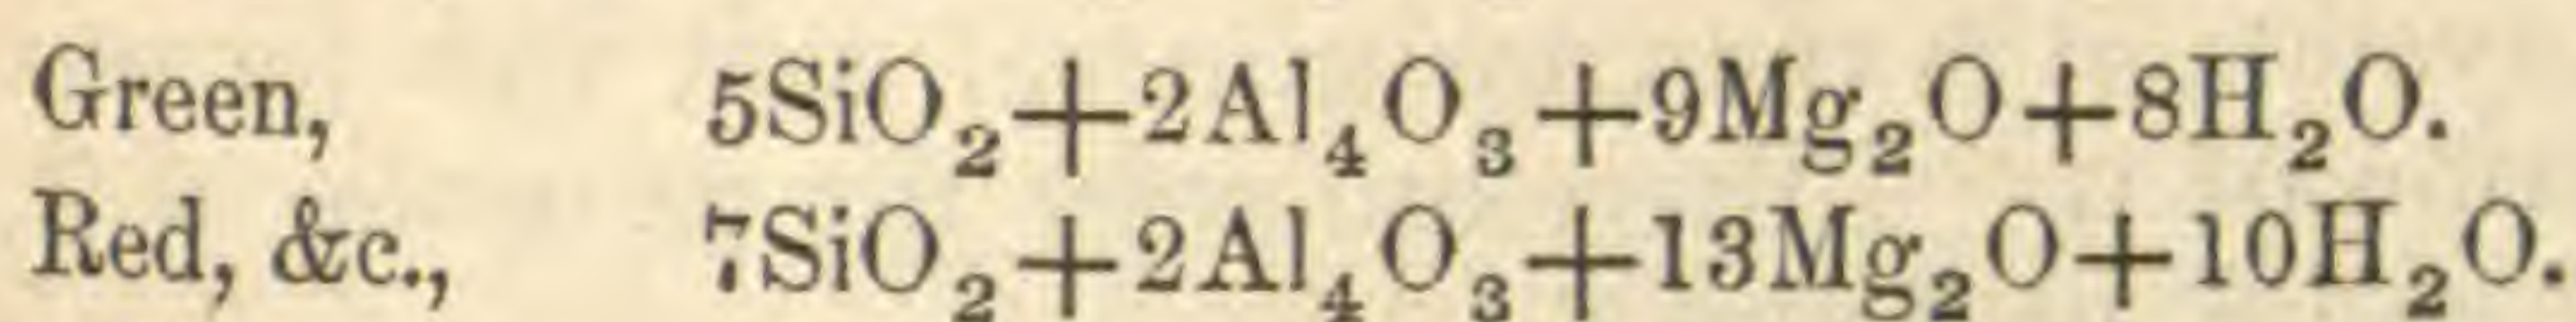 Green, 5SiO₂+2Al₄O₃+9Mg₂O+8H₂O.
Red, &c., 7SiO₂+2Al₄O₃+13Mg₂O+10H₂O.